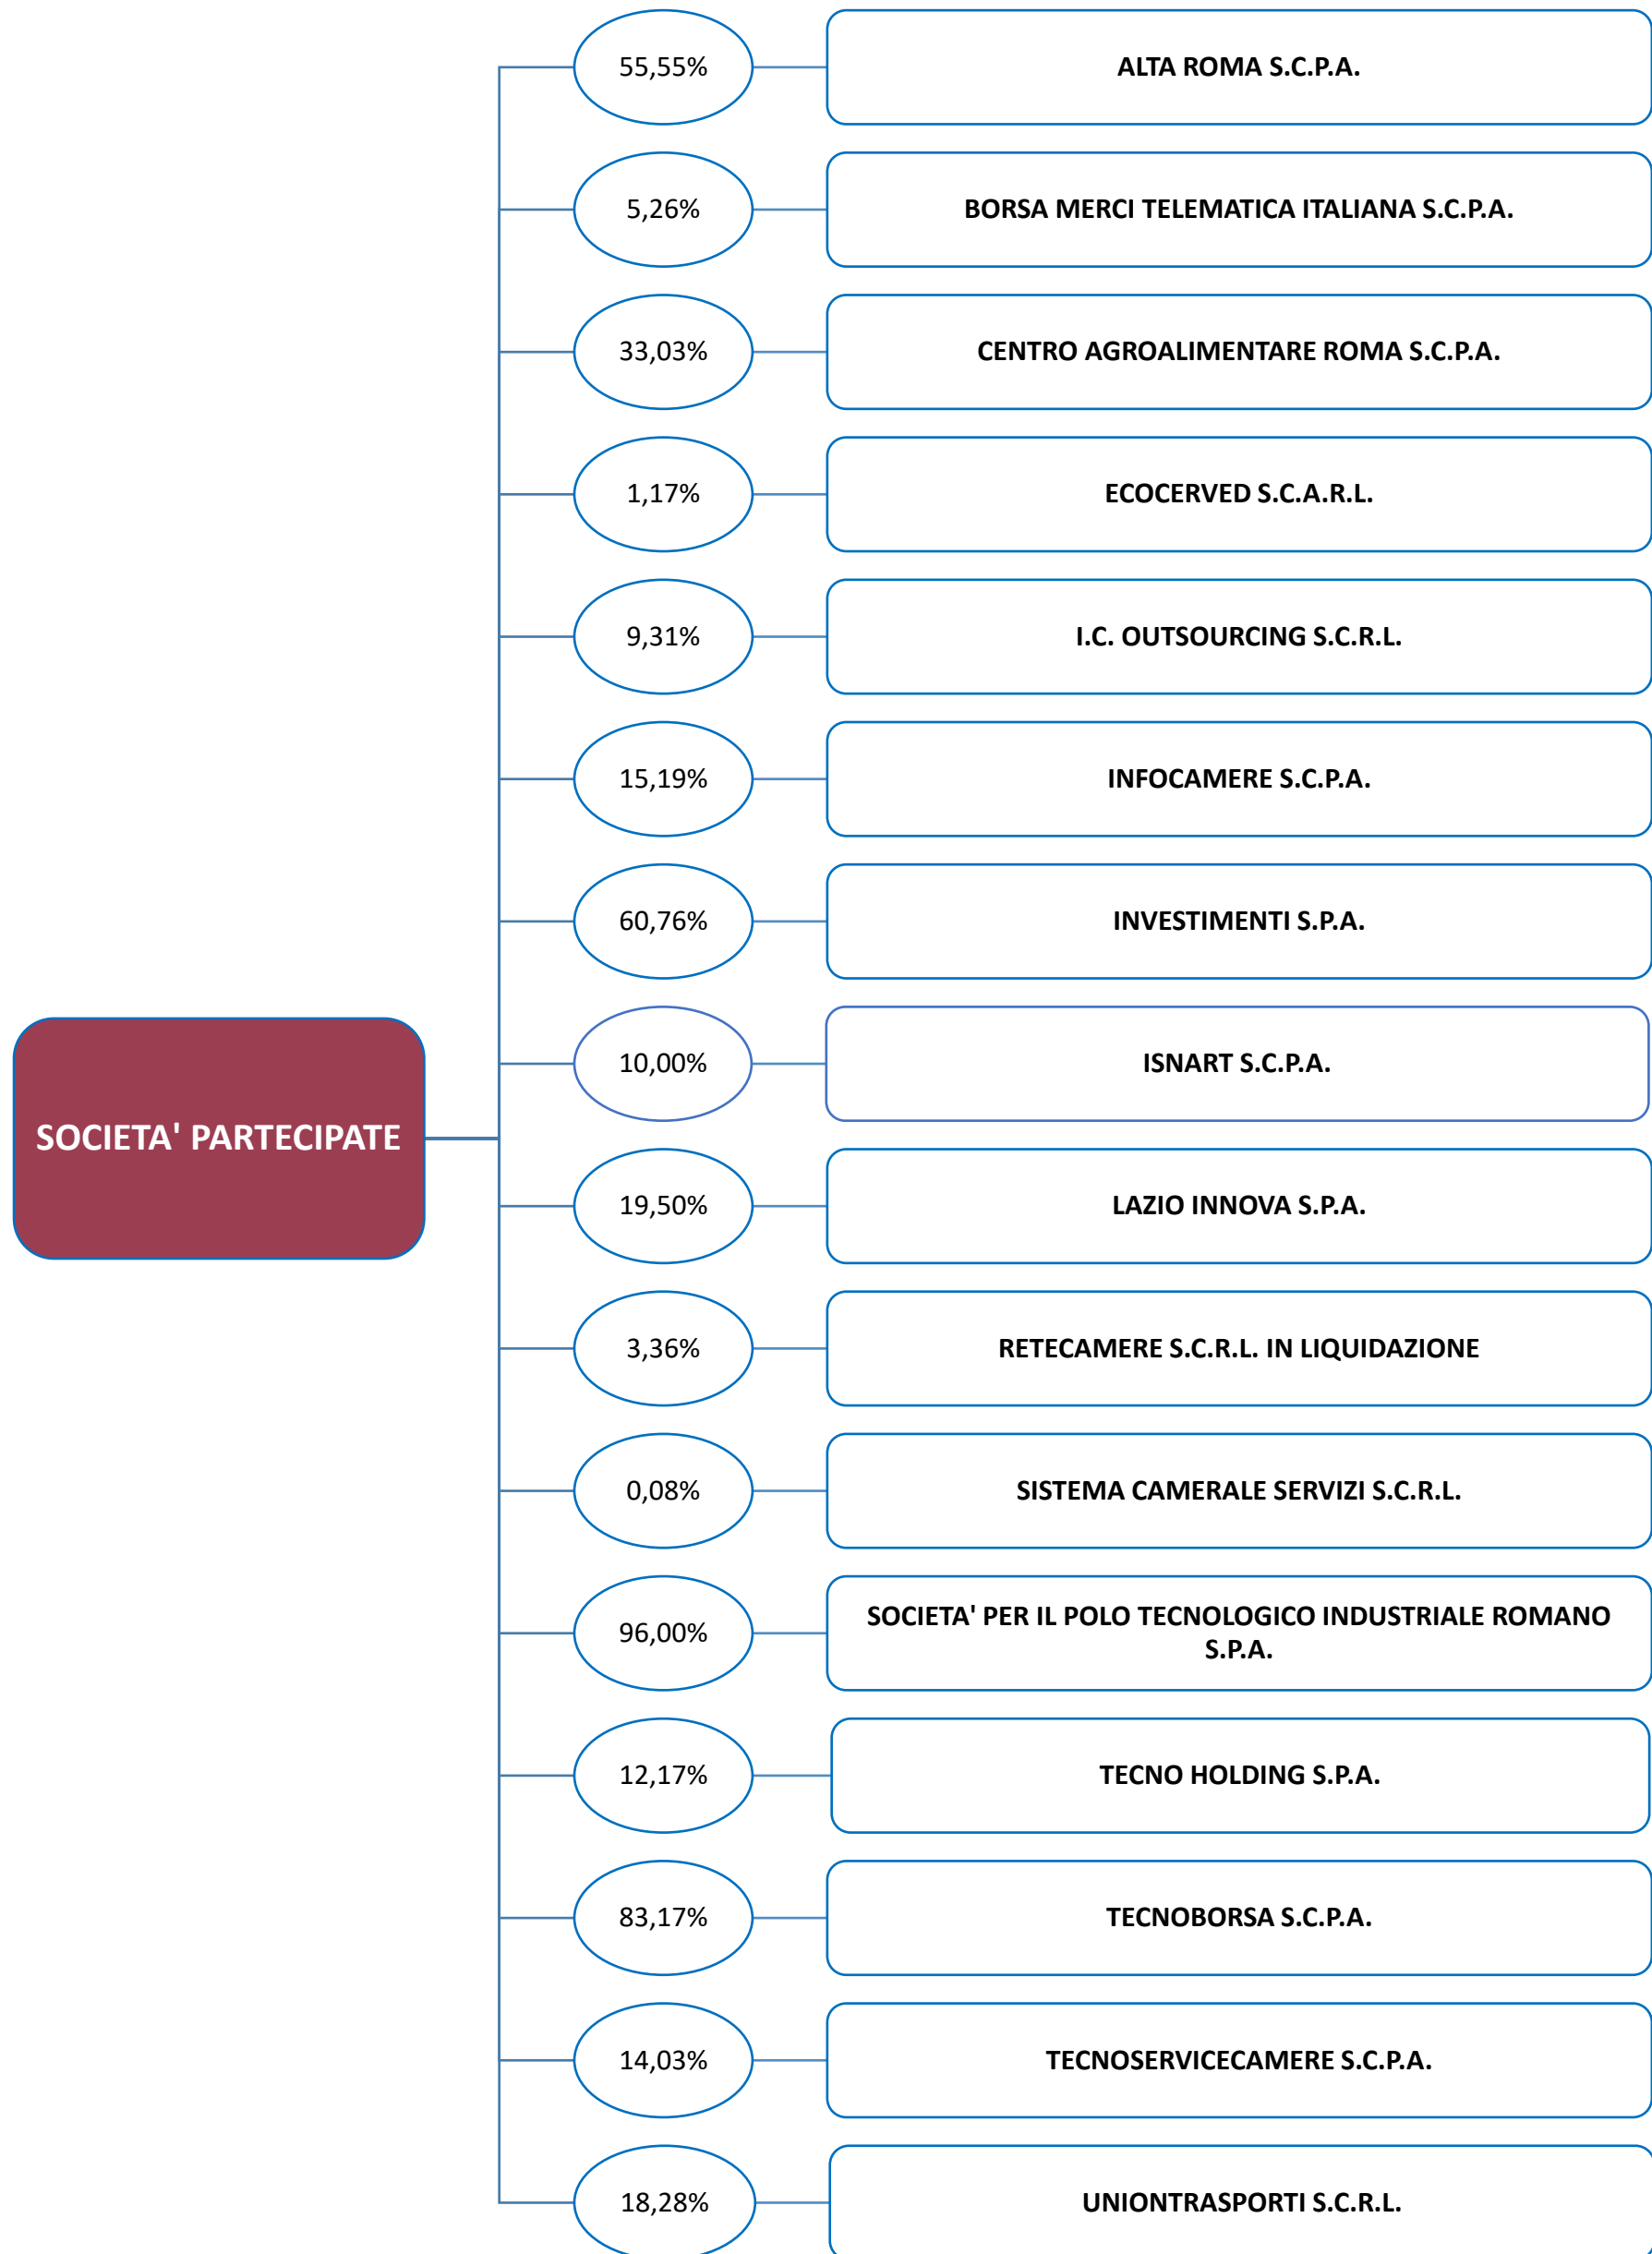 SOCIETA' PARTECIPATE
55,55%
ALTA ROMA S.C.P.A.
5,26%
BORSA MERCI TELEMATICA ITALIANA S.C.P.A.
33,03%
CENTRO AGROALIMENTARE ROMA S.C.P.A.
1,17%
ECOCERVED S.C.A.R.L.
9,31%
I.C. OUTSOURCING S.C.R.L.
15,19%
INFOCAMERE S.C.P.A.
60,76%
INVESTIMENTI S.P.A.
10,00%
ISNART S.C.P.A.
19,50%
LAZIO INNOVA S.P.A.
3,36%
RETECAMERE S.C.R.L. IN LIQUIDAZIONE
0,08%
SISTEMA CAMERALE SERVIZI S.C.R.L.
96,00%
SOCIETA' PER IL POLO TECNOLOGICO INDUSTRIALE ROMANO
S.P.A.
12,17%
TECNO HOLDING S.P.A.
83,17%
TECNOBORSA S.C.P.A.
14,03%
TECNOSERVICECAMERE S.C.P.A.
18,28%
UNIONTRASPORTI S.C.R.L.